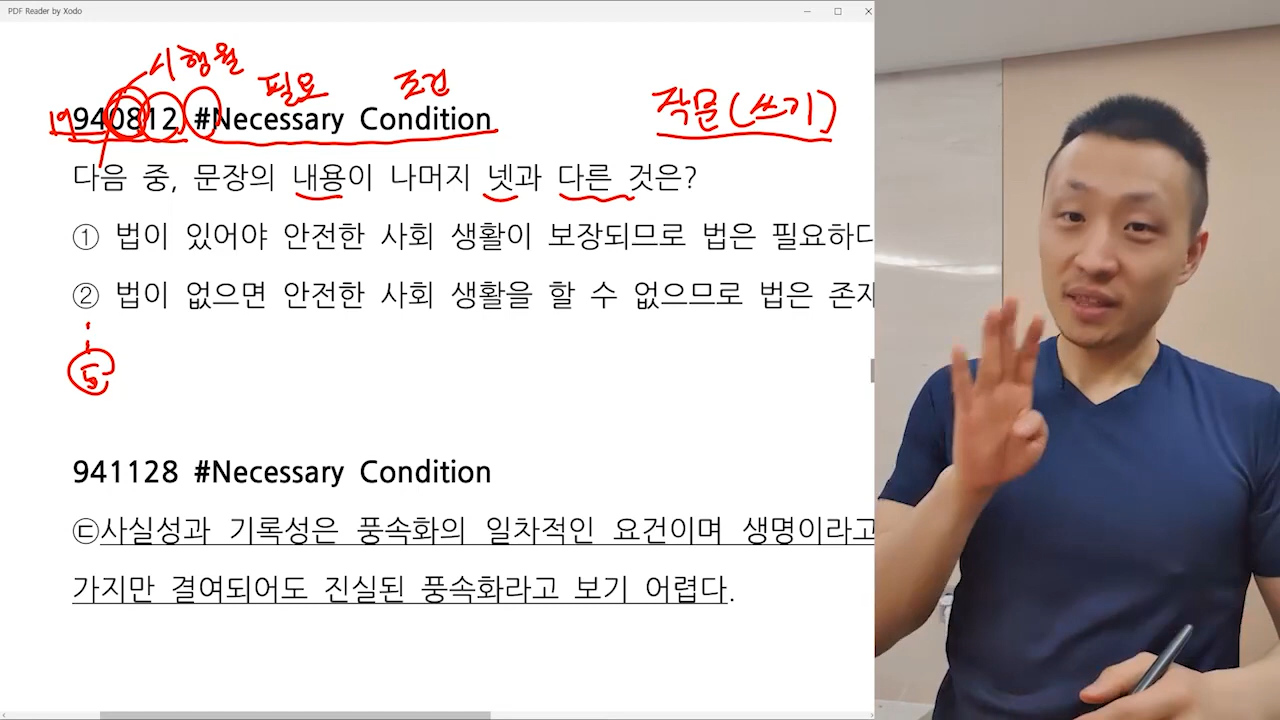 PDF Reader by Xodo
시행월
필요 조건
작문(쓰기)
19
940812 #Necessary Condition
다음 중, 문장의 내용이 나머지 넷과 다른 것은?
① 법이 있어야 안전한 사회 생활이 보장되므로 법은 필요하다
② 법이 없으면 안전한 사회 생활을 할 수 없으므로 법은 존재
5
941128 #Necessary Condition
㉢사실성과 기록성은 풍속화의 일차적인 요건이며 생명이라고
가지만 결여되어도 진실된 풍속화라고 보기 어렵다.